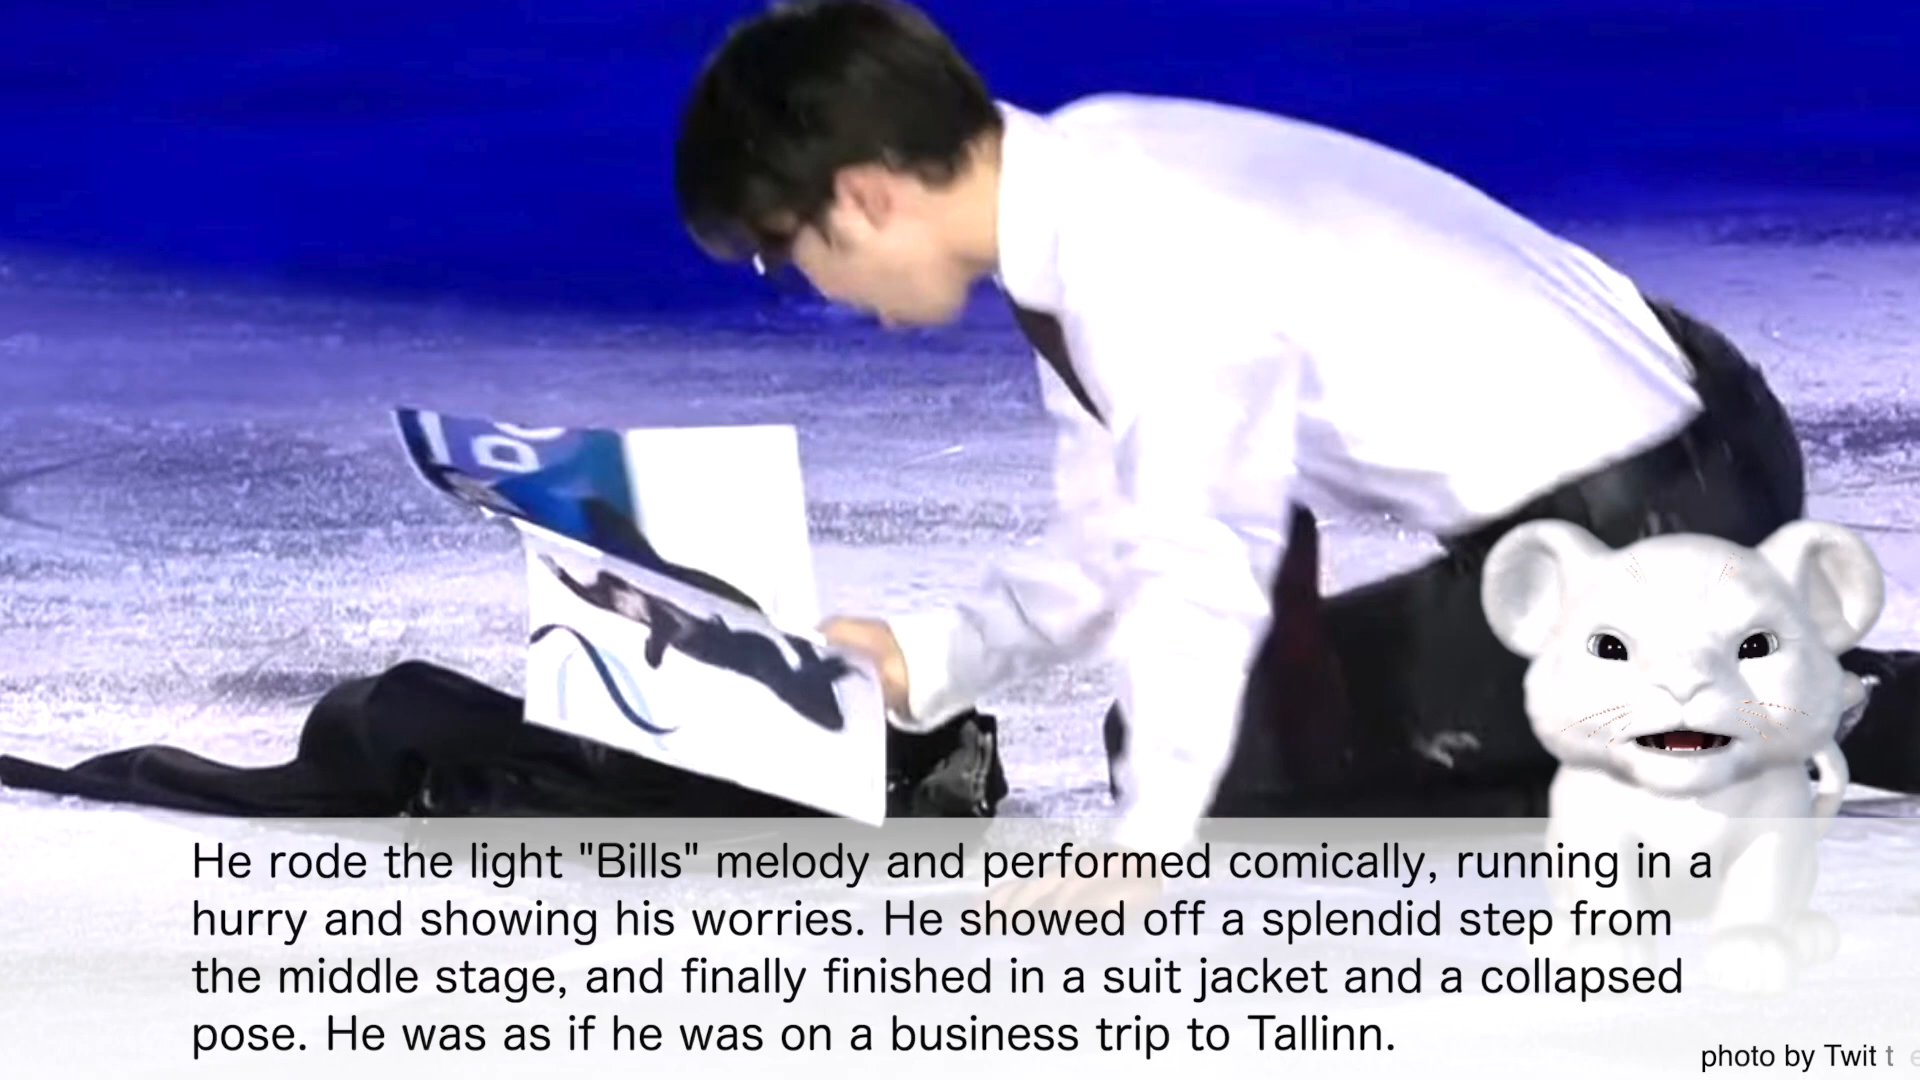 He rode the light "Bills" melody and performed comically, running in a
hurry and showing his worries. He showed off a splendid step from
the middle stage, and finally finished in a suit jacket and a collapsed
pose. He was as if he was on a business trip to Tallinn.
photo by Twit t e